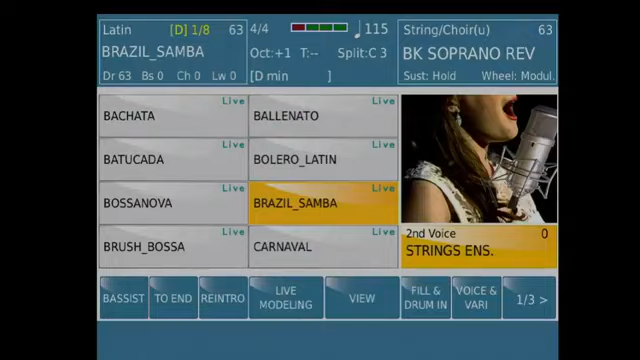 Latin [D] 1/8 63
BRAZIL_SAMBA
Dr 63 Bs 0 Ch 0 Lw 0
4/4 115
Oct:+1 T:-- Split:C 3
[D min ]
String/Choir(u) 63
BK SOPRANO REV
Sust: Hold Wheel: Modul.
Live
BACHATA
Live
BALLENATO
Live
BATUCADA
Live
BOLERO_LATIN
Live
BOSSANOVA
Live
BRAZIL_SAMBA
Live
BRUSH_BOSSA
Live
CARNAVAL
2nd Voice 0
STRINGS ENS.
BASSIST
TO END
REINTRO
LIVE
MODELING
VIEW
FILL &
DRUM IN
VOICE &
VARI
1/3 >